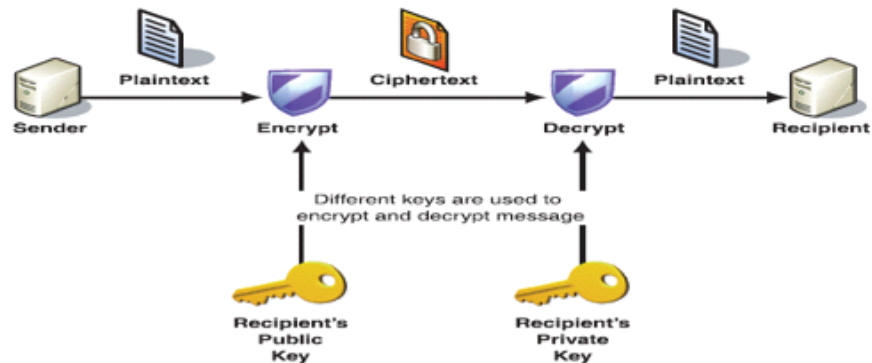 Plaintext
Ciphertext
Plaintext
Sender
Encrypt
Decrypt
Recipient
Different keys are used to
encrypt and decrypt message
Recipient's
Public
Key
Recipient's
Private
Key